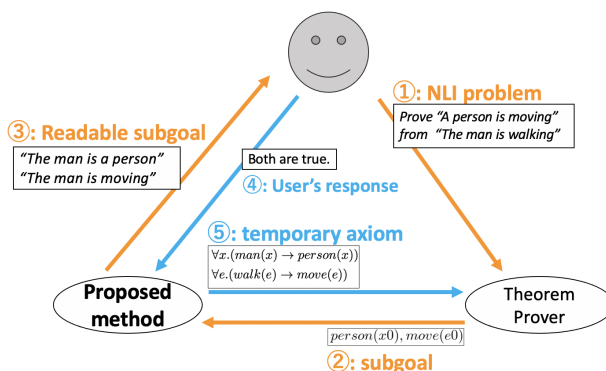 ①: NLI problem
Prove “A person is moving”
from “The man is walking”
③: Readable subgoal
“The man is a person”
“The man is moving”
Both are true.
④: User's response
⑤: temporary axiom
∀x.(man(x) → person(x))
∀e.(walk(e) → move(e))
Proposed
method
Theorem
Prover
person(x0), move(e0)
②: subgoal